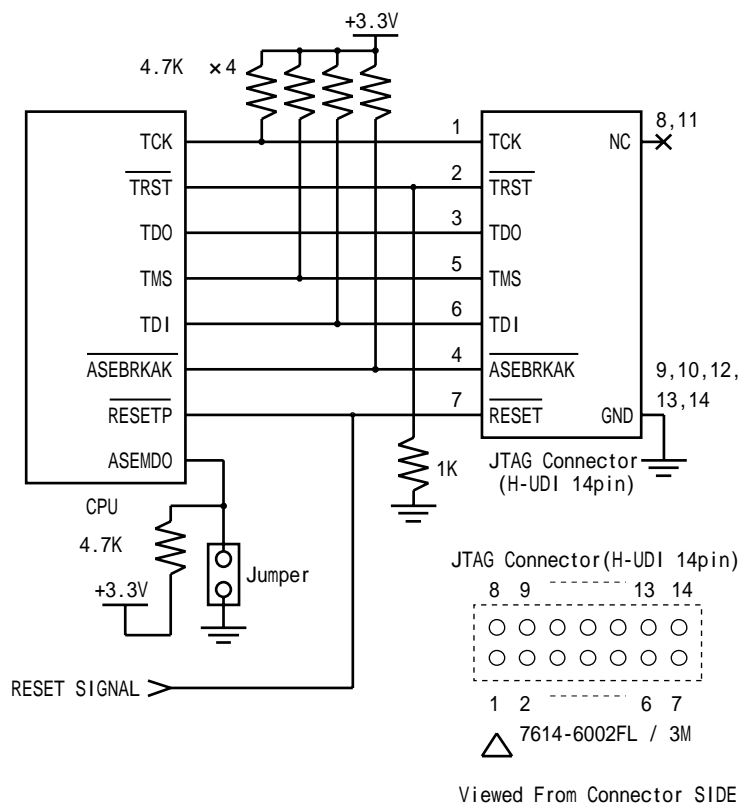 +3.3V
4.7K ×4
TCK
TRST
TDO
TMS
TDI
ASEBRKAK
RESETP
ASEMDO
CPU
1
2
3
5
6
4
7
TCK
TRST
TDO
TMS
TDI
ASEBRKAK
RESET
NC
GND
8,11
9,10,12,
13,14
JTAG Connector
(H-UDI 14pin)
1K
4.7K
+3.3V
Jumper
RESET SIGNAL
JTAG Connector(H-UDI 14pin)
8 9 13 14
1 2 6 7
7614-6002FL / 3M
Viewed From Connector SIDE